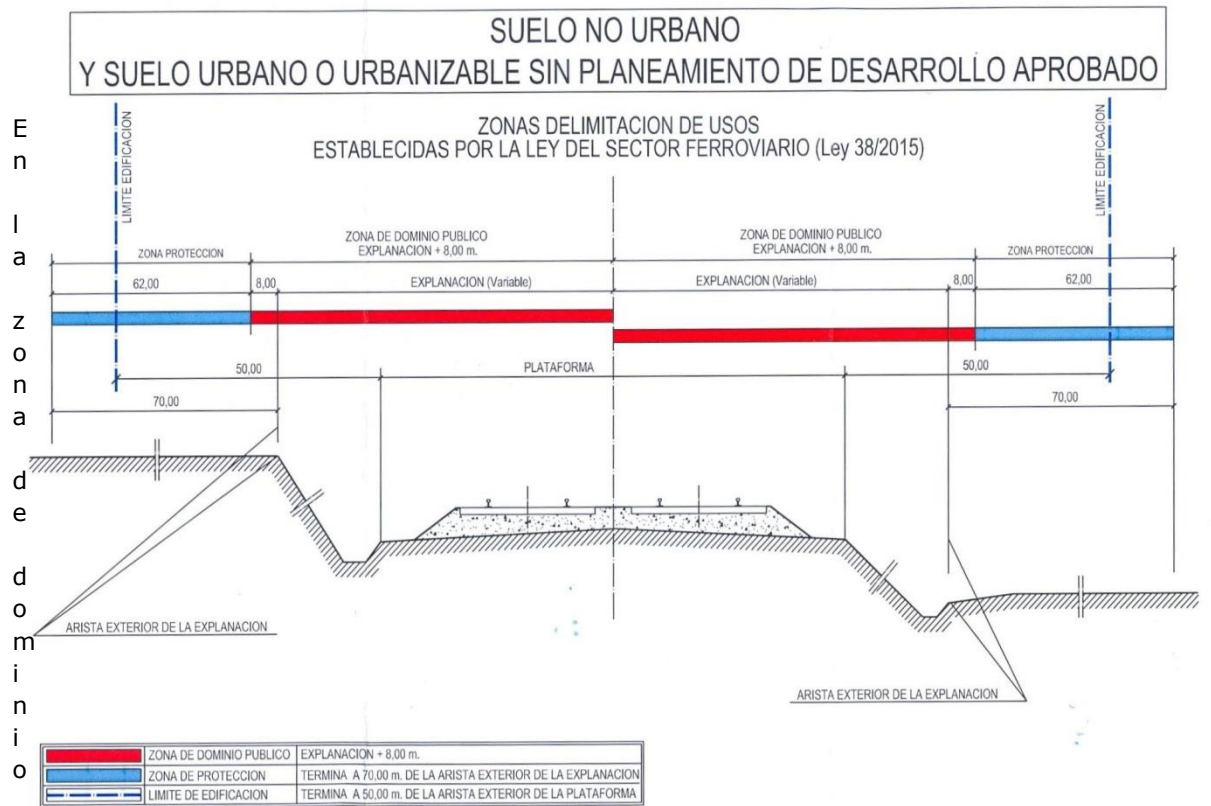 SUELO NO URBANO
Y SUELO URBANO O URBANIZABLE SIN PLANEAMIENTO DE DESARROLLO APROBADO
ZONAS DELIMITACION DE USOS
ESTABLECIDAS POR LA LEY DEL SECTOR FERROVIARIO (Ley 38/2015)
En la zona de dominio
LIMITE EDIFICACION
LIMITE EDIFICACION
ZONA PROTECCION
ZONA DE DOMINIO PUBLICO
EXPLANACION + 8,00 m.
ZONA DE DOMINIO PUBLICO
EXPLANACION + 8,00 m.
ZONA PROTECCION
62,00
8,00
EXPLANACION (Variable)
EXPLANACION (Variable)
8,00
62,00
50,00
PLATAFORMA
50,00
70,00
70,00
ARISTA EXTERIOR DE LA EXPLANACION
ARISTA EXTERIOR DE LA EXPLANACION
ZONA DE DOMINIO PUBLICO EXPLANACION + 8,00 m.
ZONA DE PROTECCION TERMINA A 70,00 m. DE LA ARISTA EXTERIOR DE LA EXPLANACION
LIMITE DE EDIFICACION TERMINA A 50,00 m. DE LA ARISTA EXTERIOR DE LA PLATAFORMA